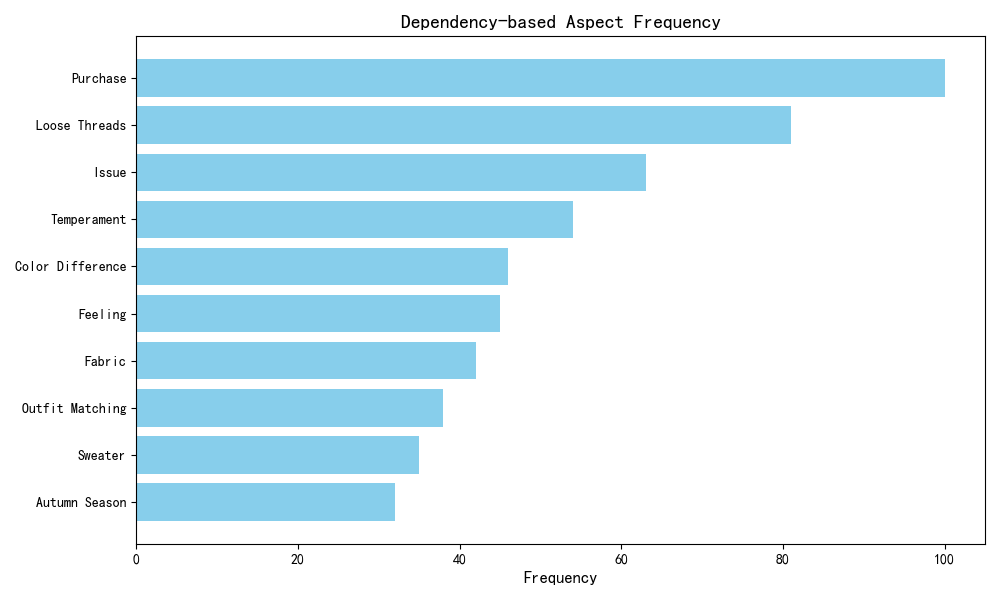 Dependency-based Aspect Frequency
Purchase
Loose Threads
Issue
Temperament
Color Difference
Feeling
Fabric
Outfit Matching
Sweater
Autumn Season
0 20 40 60 80 100
Frequency